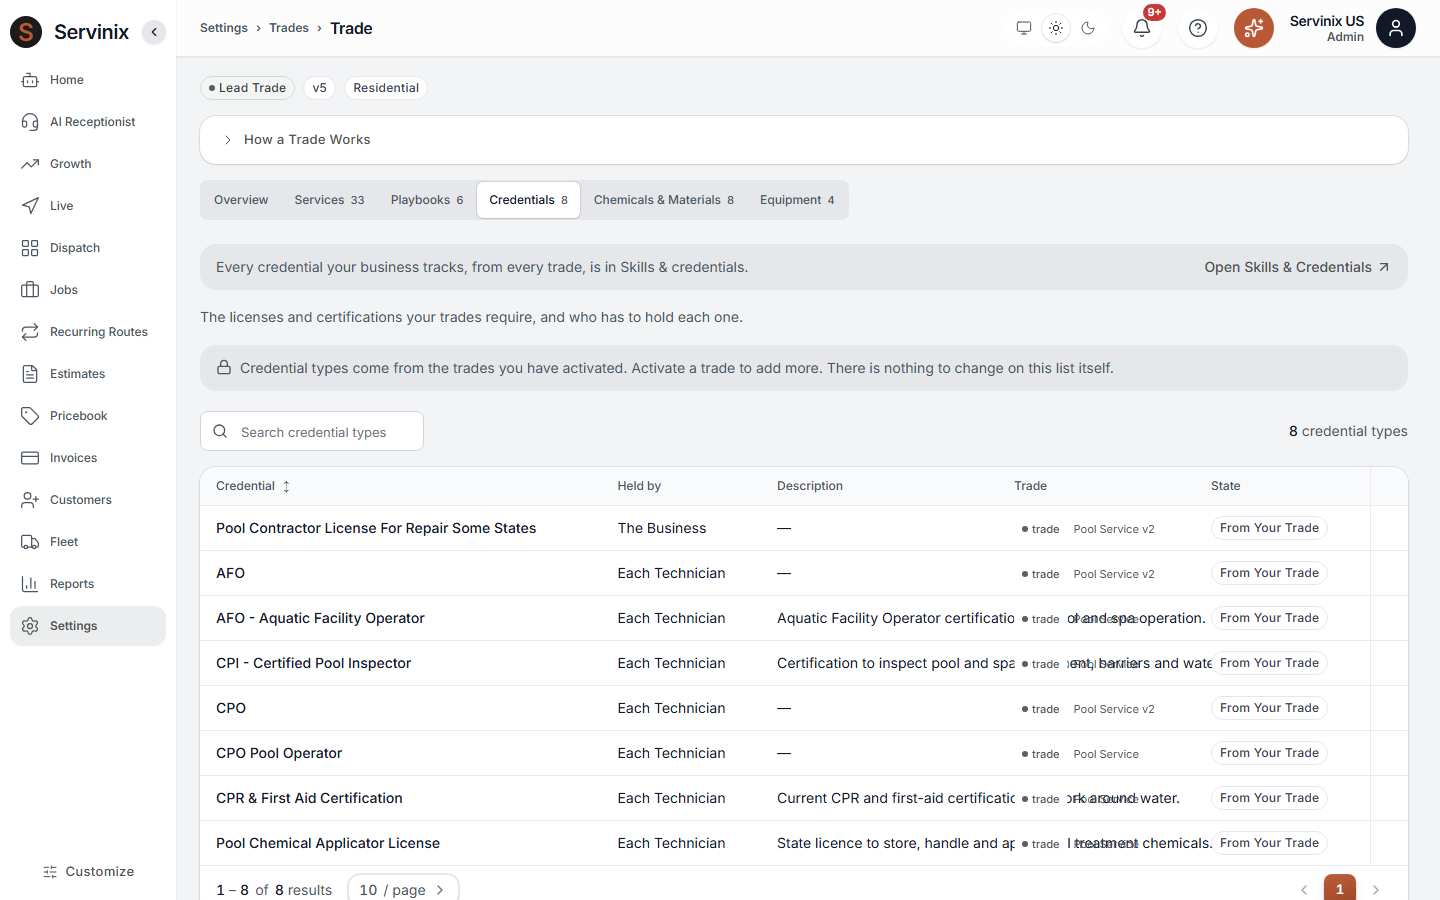 Servinix
Home
AI Receptionist
Growth
Live
Dispatch
Jobs
Recurring Routes
Estimates
Pricebook
Invoices
Customers
Fleet
Reports
Settings
Customize
Settings › Trades › Trade
9+
Servinix US
Admin
Lead Trade v5 Residential
How a Trade Works
Overview Services 33 Playbooks 6 Credentials 8 Chemicals & Materials 8 Equipment 4
Every credential your business tracks, from every trade, is in Skills & credentials. Open Skills & Credentials
The licenses and certifications your trades require, and who has to hold each one.
Credential types come from the trades you have activated. Activate a trade to add more. There is nothing to change on this list itself.
Search credential types 8 credential types
Credential Held by Description Trade State
Pool Contractor License For Repair Some States The Business — trade Pool Service v2 From Your Trade
AFO Each Technician — trade Pool Service v2 From Your Trade
AFO - Aquatic Facility Operator Each Technician Aquatic Facility Operator trade Pool Service and spa operation. From Your Trade
CPI - Certified Pool Inspector Each Technician Certification to inspect pool and spa trade barriers and From Your Trade
CPO Each Technician — trade Pool Service v2 From Your Trade
CPO Pool Operator Each Technician — trade Pool Service From Your Trade
CPR & First Aid Certification Each Technician Current CPR and first-aid trade around water. From Your Trade
Pool Chemical Applicator License Each Technician State licence to store, handle and trade treatment chemicals. From Your Trade
1 – 8 of 8 results 10 / page 1